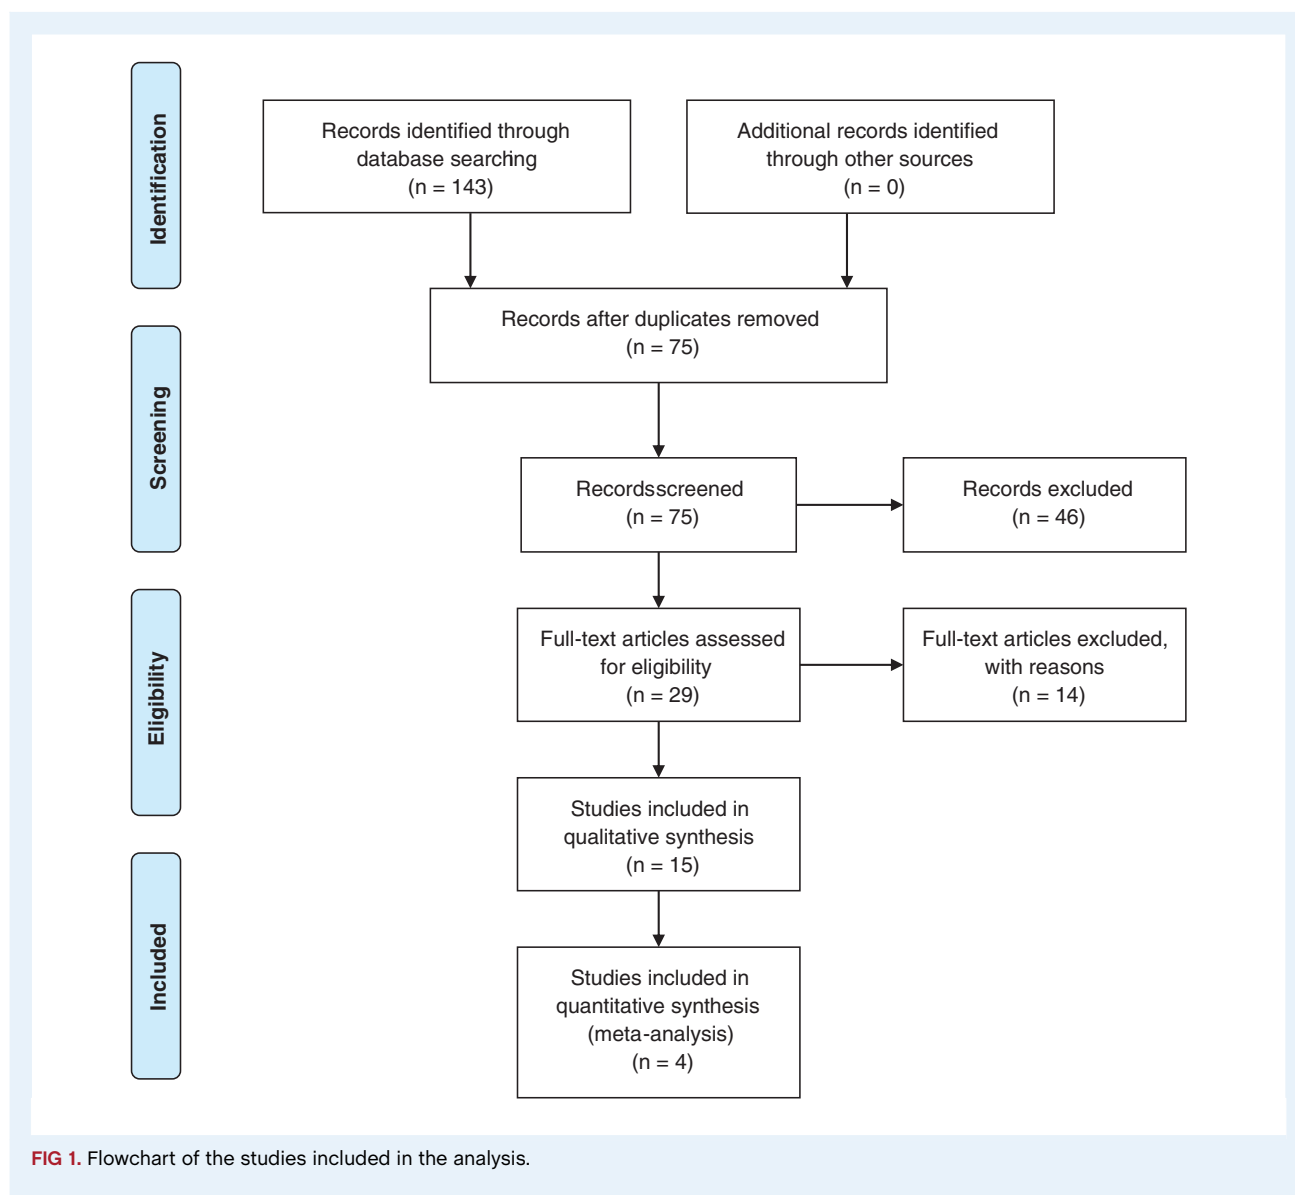 Identification
Records identified through
database searching
(n = 143)
Additional records identified
through other sources
(n = 0)
Records after duplicates removed
(n = 75)
Screening
Recordsscreened
(n = 75)
Records excluded
(n = 46)
Eligibility
Full-text articles assessed
for eligibility
(n = 29)
Full-text articles excluded,
with reasons
(n = 14)
Studies included in
qualitative synthesis
(n = 15)
Included
Studies included in
quantitative synthesis
(meta-analysis)
(n = 4)
FIG 1. Flowchart of the studies included in the analysis.